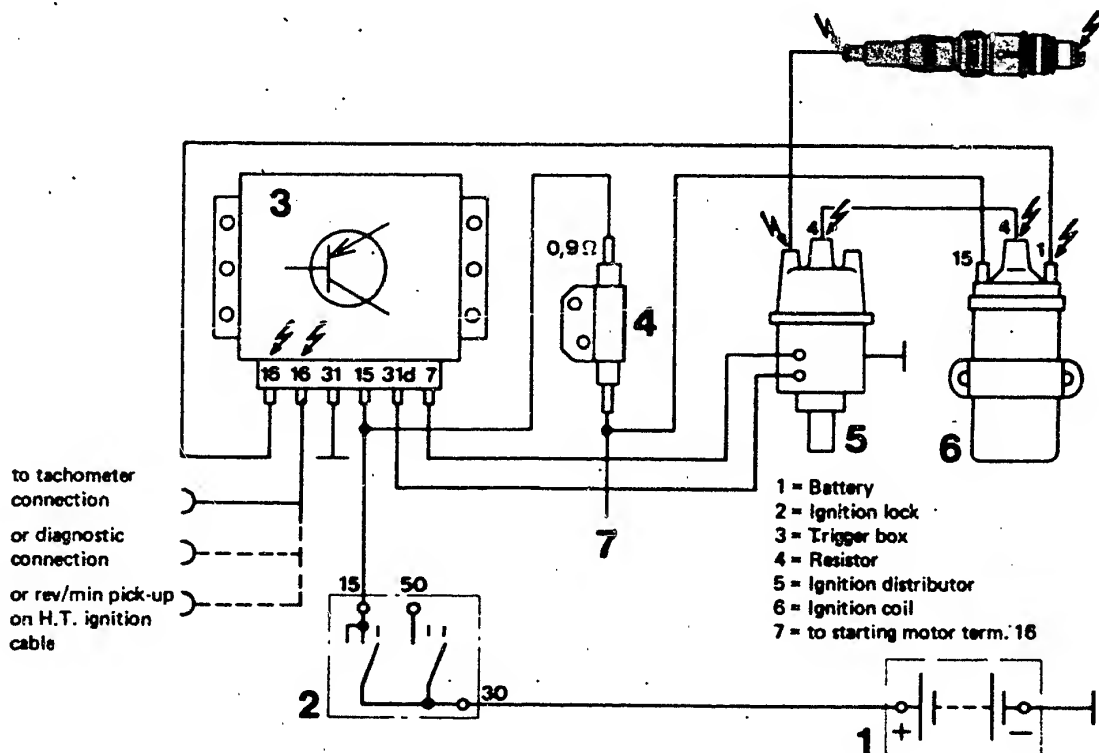 3
0,9 Ω
4
4
4
15
1
16 16 31 15 31d 7
5
6
7
to tachometer
connection
or diagnostic
connection
or rev/min pick-up
on H.T. ignition
cable
1 = Battery
2 = Ignition lock
3 = Trigger box
4 = Resistor
5 = Ignition distributor
6 = Ignition coil
7 = to starting motor term. 16
15 50
30
2
1
+ −